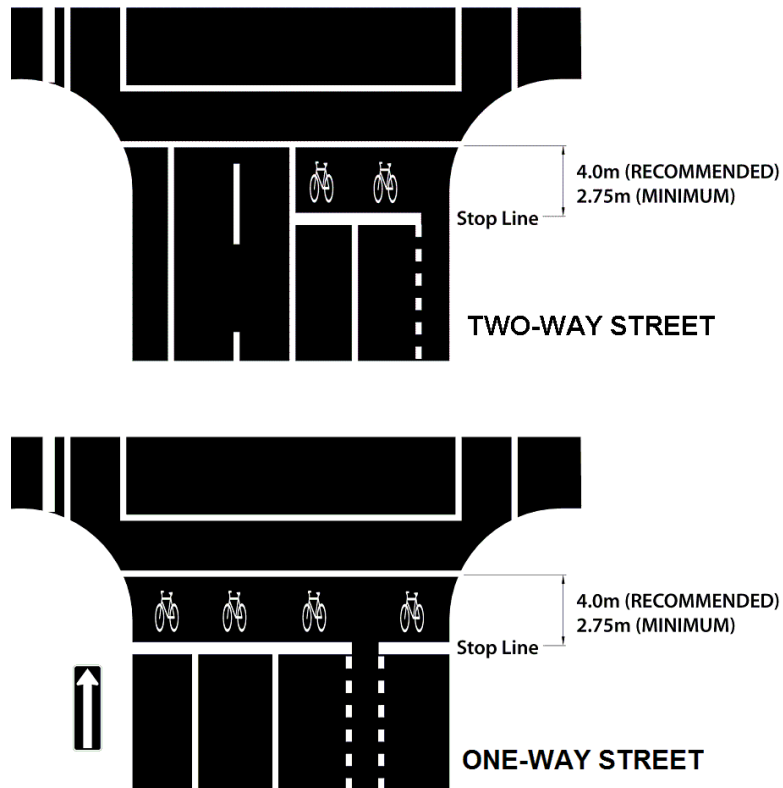 4.0m (RECOMMENDED)
2.75m (MINIMUM)
Stop Line
TWO-WAY STREET
4.0m (RECOMMENDED)
2.75m (MINIMUM)
Stop Line
ONE-WAY STREET